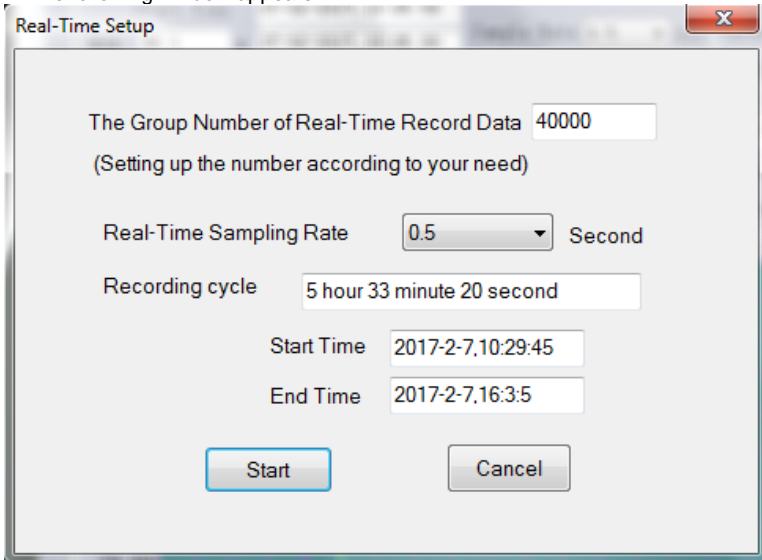 Real-Time Setup
The Group Number of Real-Time Record Data 40000
(Setting up the number according to your need)
Real-Time Sampling Rate 0.5 Second
Recording cycle 5 hour 33 minute 20 second
Start Time 2017-2-7,10:29:45
End Time 2017-2-7,16:3:5
Start Cancel